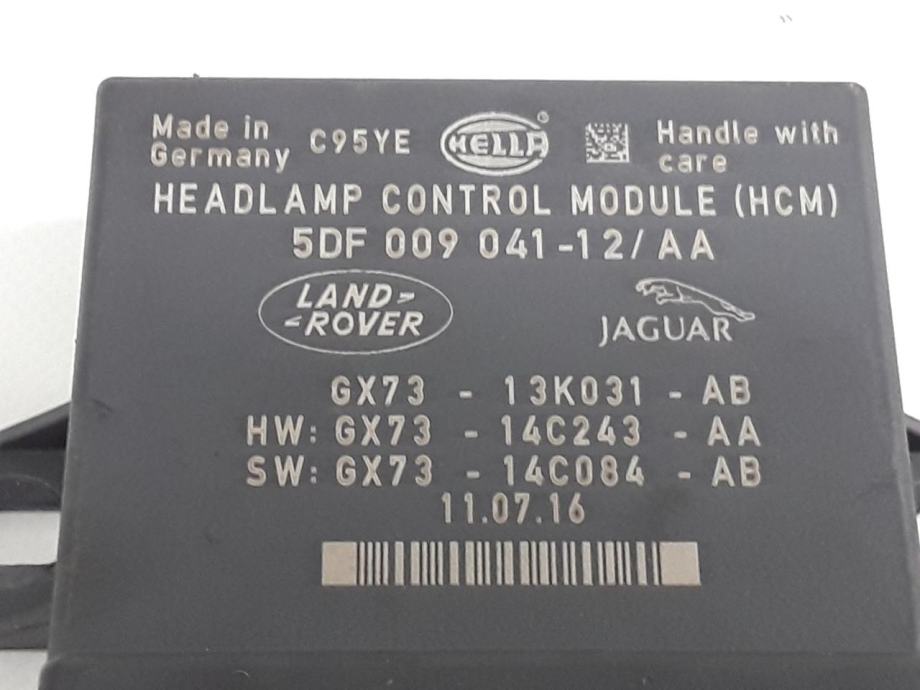 Made in Germany C95YE HELLA® Handle with care
HEADLAMP CONTROL MODULE (HCM)
5DF 009 041-12/AA
LAND-
-ROVER
JAGUAR
GX73 - 13K031 - AB
HW: GX73 - 14C243 - AA
SW: GX73 - 14C084 - AB
11.07.16